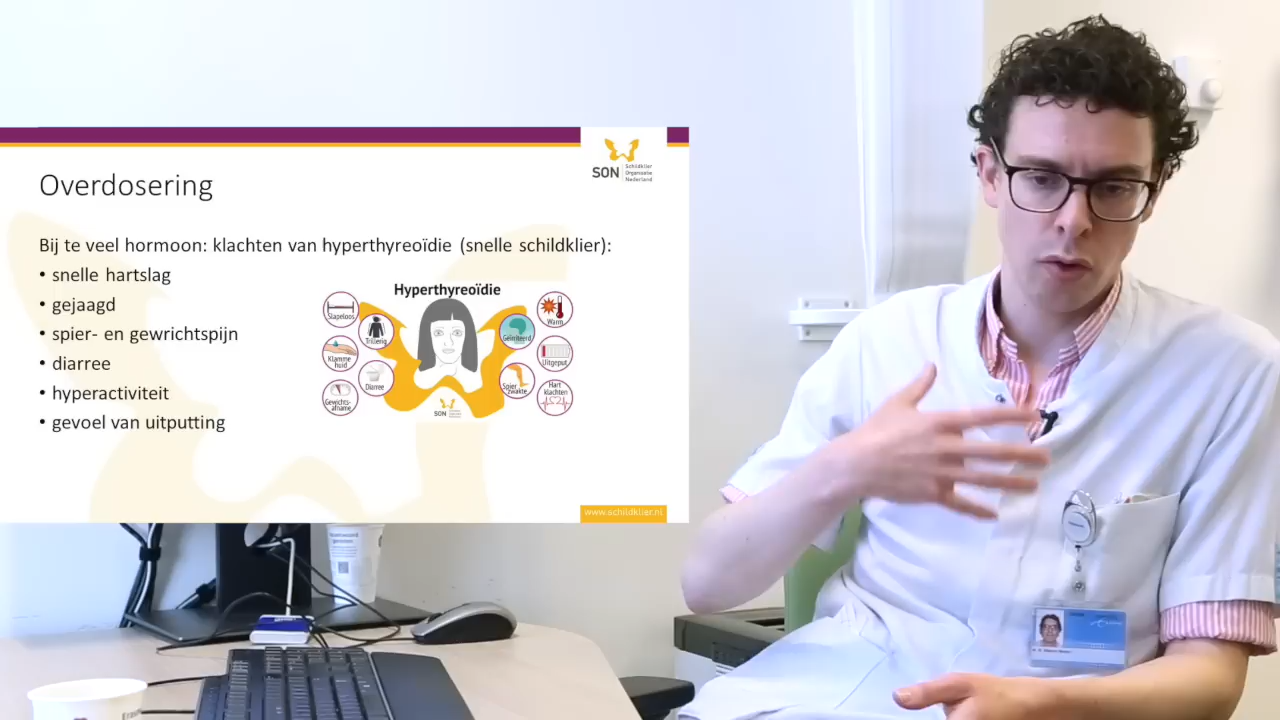 SON
Schildklier
Organisatie
Nederland
Overdosering
Bij te veel hormoon: klachten van hyperthyreoïdie (snelle schildklier):
• snelle hartslag
• gejaagd
• spier- en gewrichtspijn
• diarree
• hyperactiviteit
• gevoel van uitputting
Hyperthyreoïdie
Slapeloos
Trillerig
Klamme
huid
Diarree
Gewichts-
afname
Warm
Geïrriteerd
Uitgeput
Spier
zwakte
Hart
klachten
SON
www.schildklier.nl